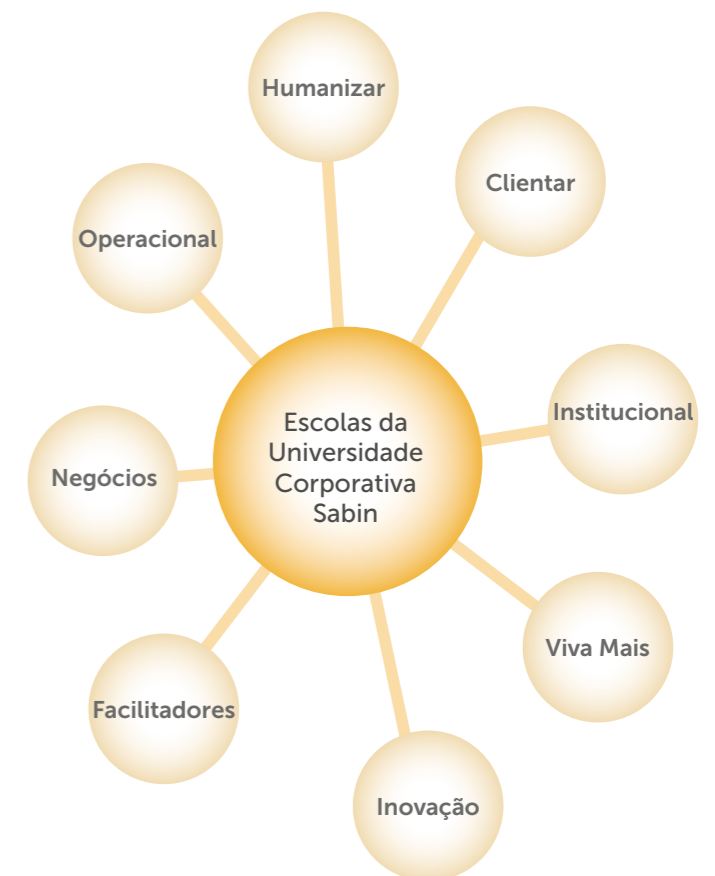 Humanizar
Clientar
Operacional
Institucional
Escolas da
Universidade
Corporativa
Sabin
Negócios
Viva Mais
Facilitadores
Inovação